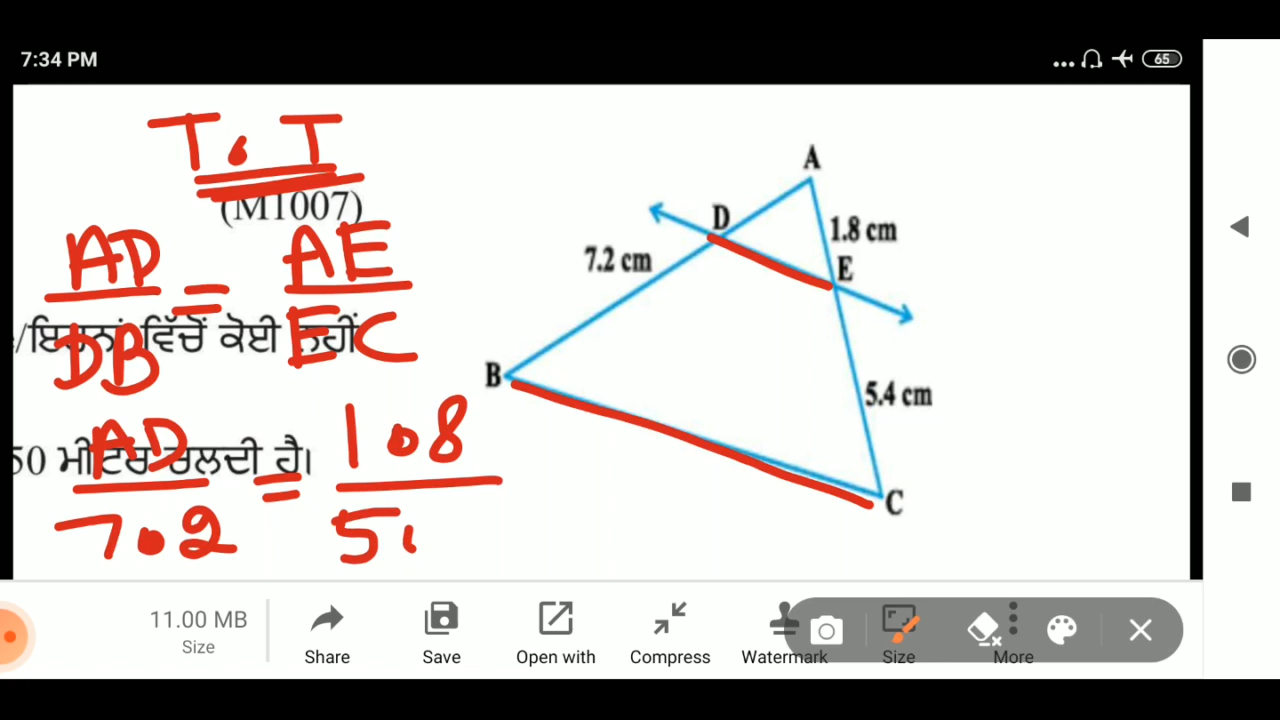 7:34 PM
65
T.T
(M1007)
AD = AE
DB EC
/ਇਹਨਾਂ ਵਿੱਚੋਂ ਕੋਈ ਨਹੀਂ
AD = 1.8
7.2 5.
50 ਮੀਟਰ ਚਲਦੀ ਹੈ।
A
D
1.8 cm
7.2 cm
E
B
5.4 cm
C
11.00 MB
Size
Share
Save
Open with
Compress
Watermark
Size
More